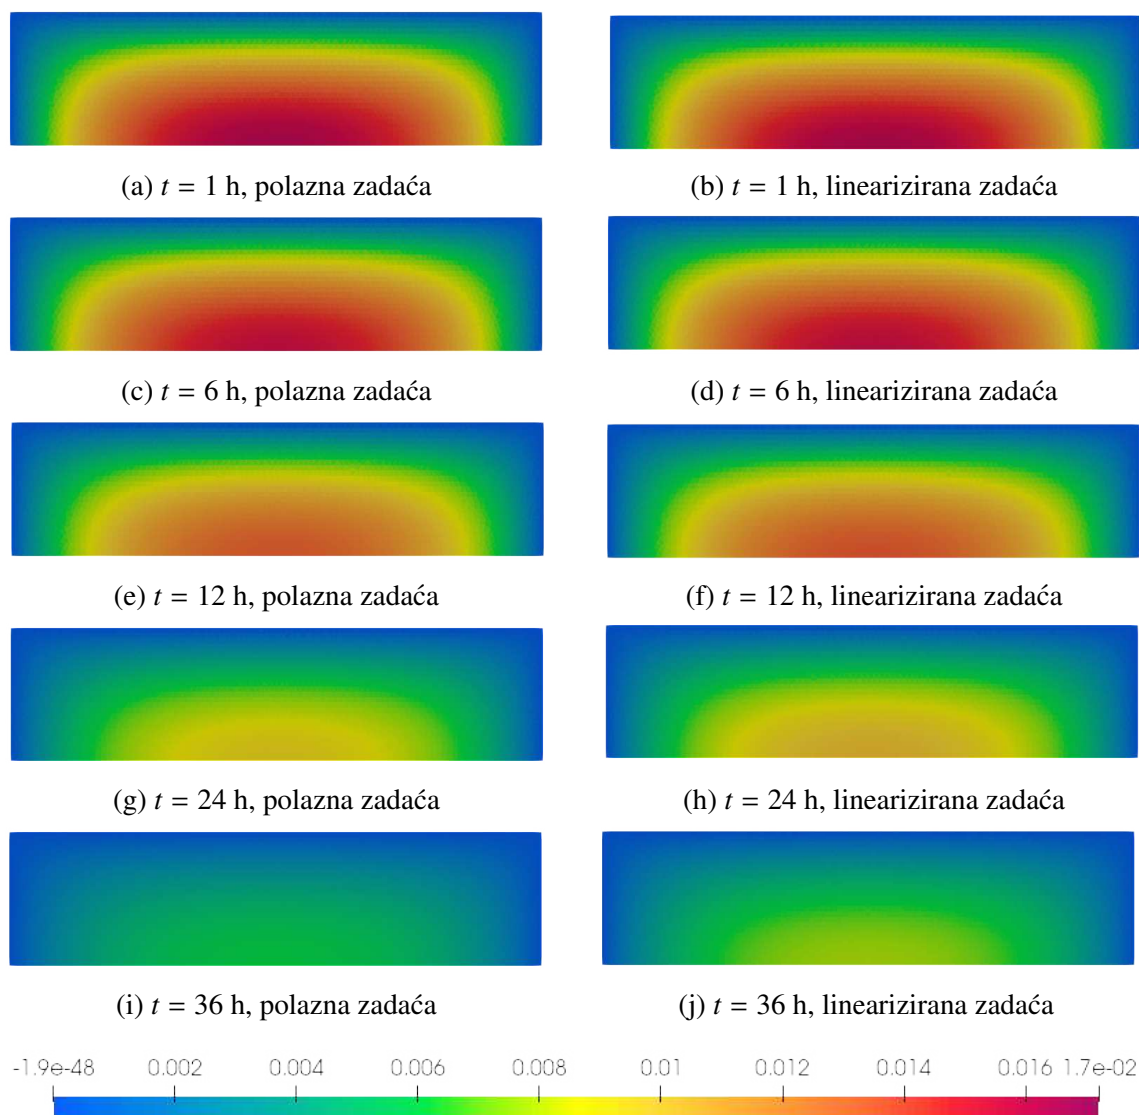 (a) t = 1 h, polazna zadaća
(b) t = 1 h, linearizirana zadaća
(c) t = 6 h, polazna zadaća
(d) t = 6 h, linearizirana zadaća
(e) t = 12 h, polazna zadaća
(f) t = 12 h, linearizirana zadaća
(g) t = 24 h, polazna zadaća
(h) t = 24 h, linearizirana zadaća
(i) t = 36 h, polazna zadaća
(j) t = 36 h, linearizirana zadaća
-1.9e-48 0.002 0.004 0.006 0.008 0.01 0.012 0.014 0.016 1.7e-02